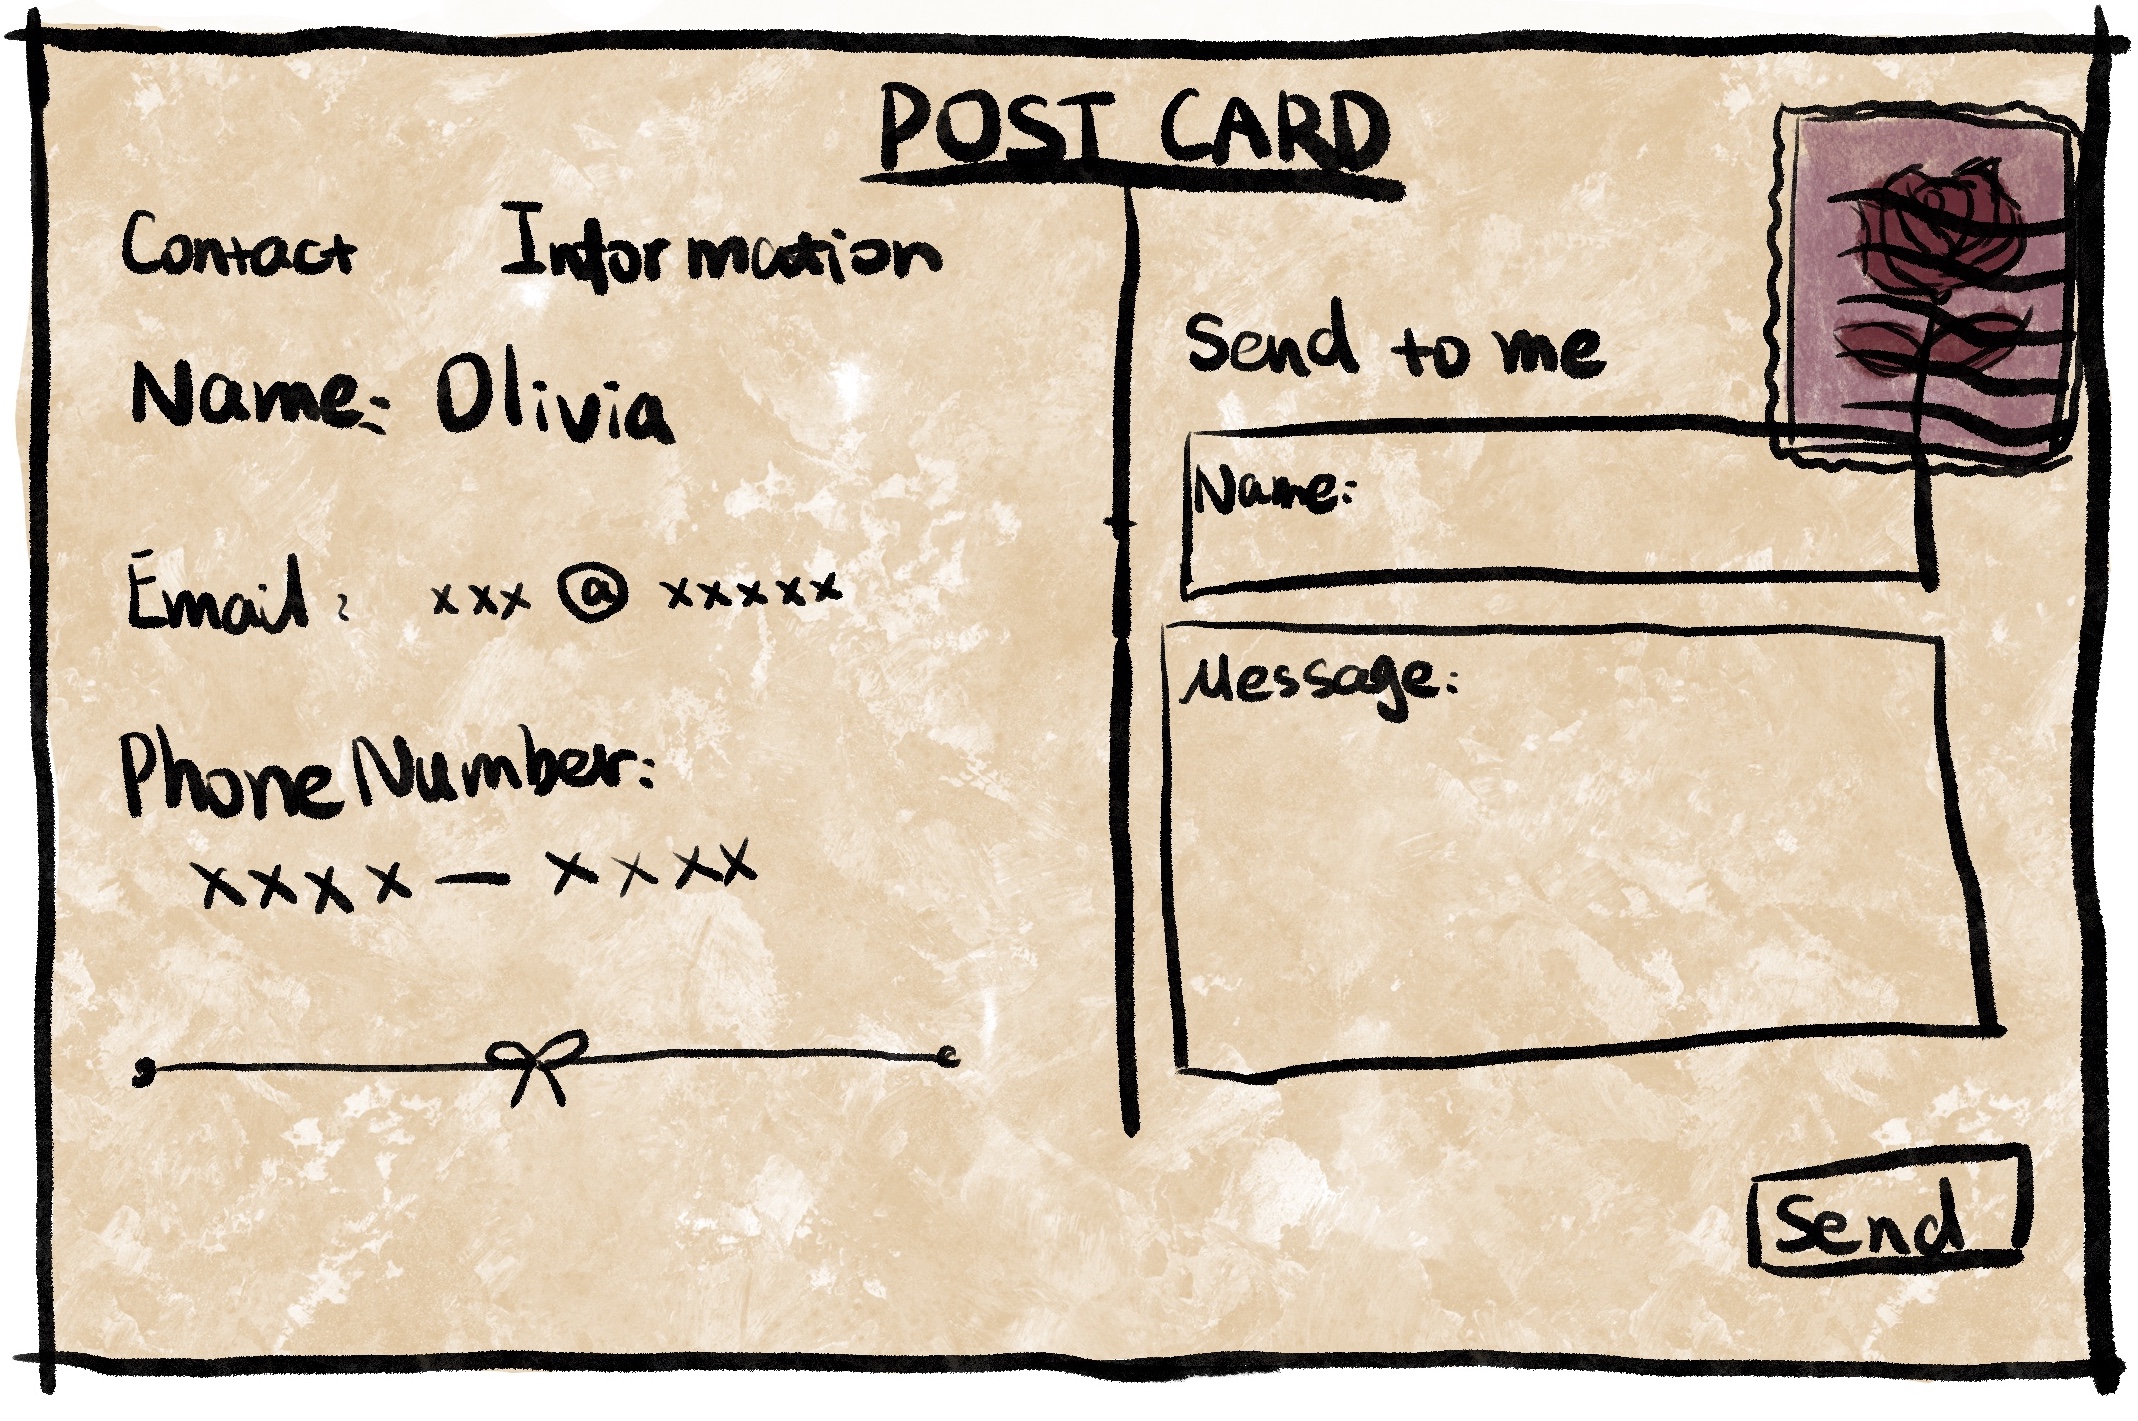 POST CARD
Contact Information
Name: Olivia
Email: xxx @ xxxxx
Phone Number:
xxxx — xxxx
Send to me
Name:
Message:
Send